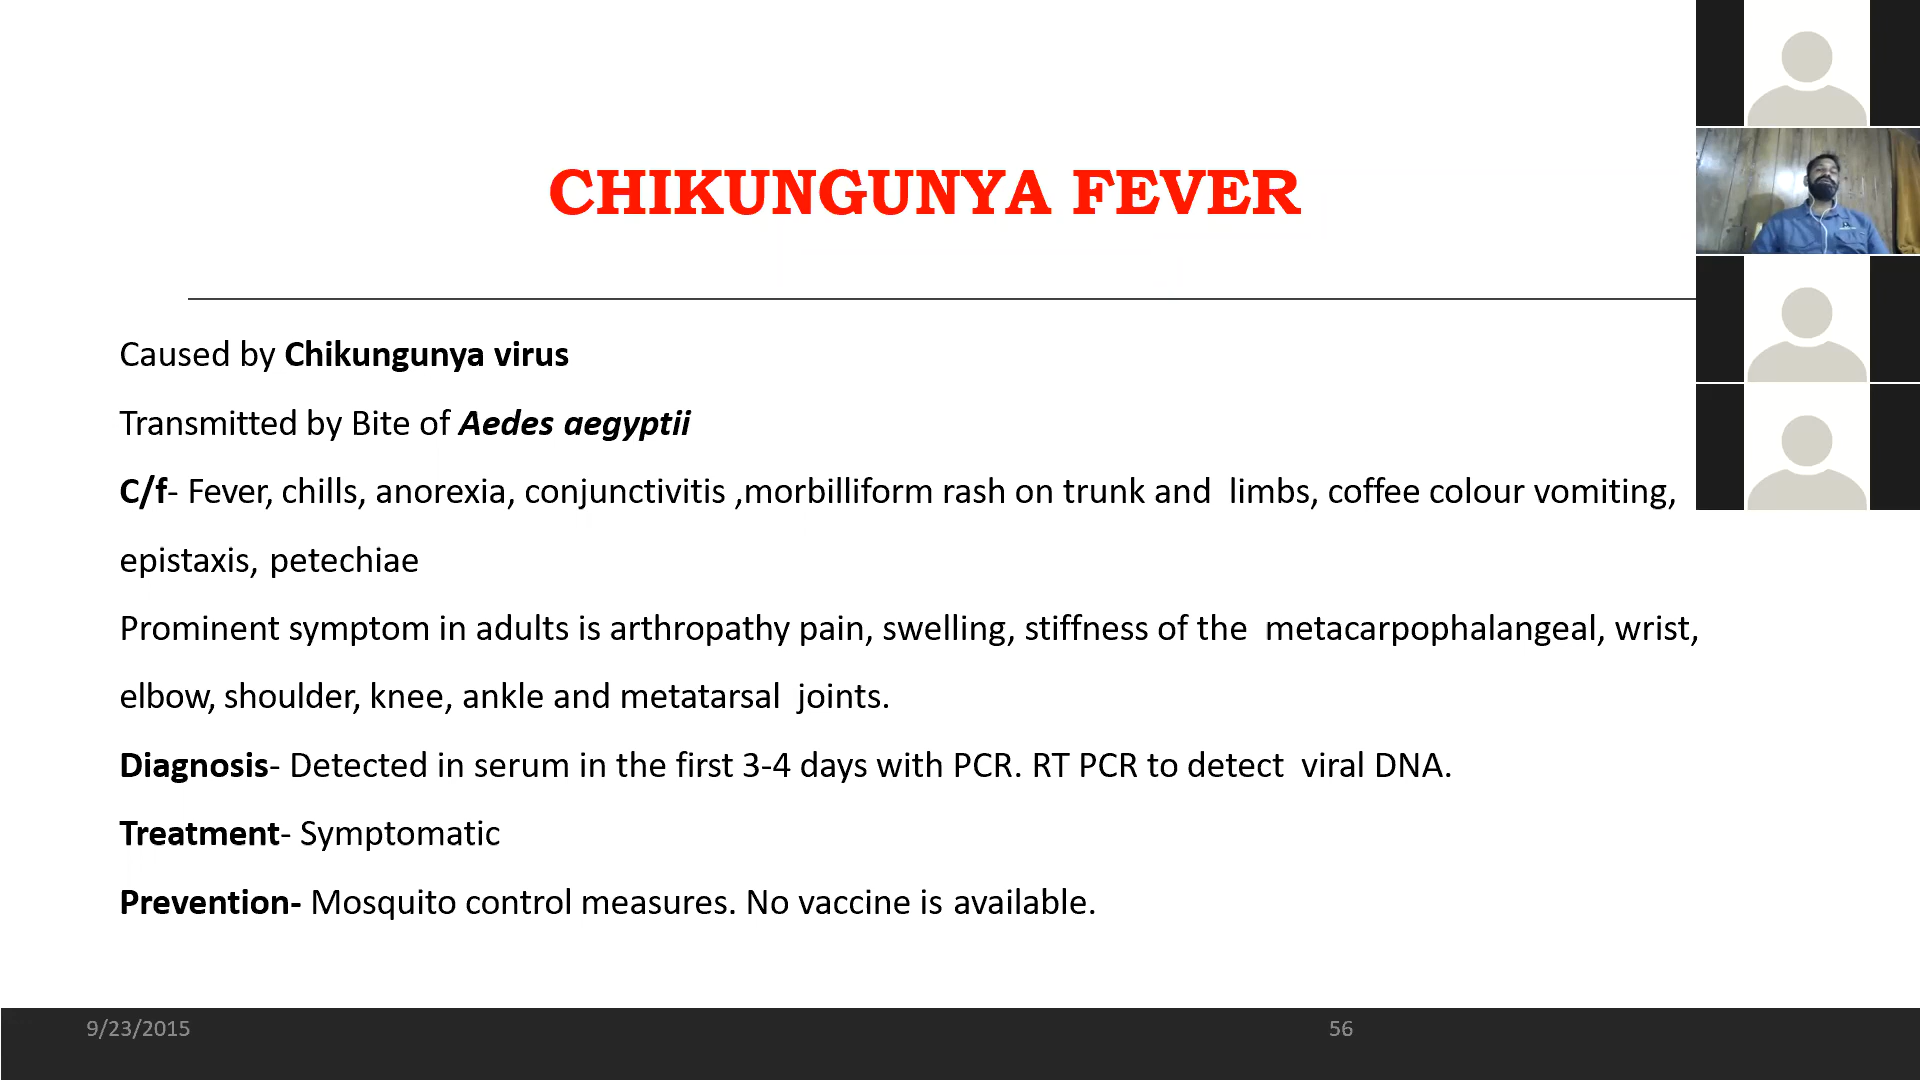 CHIKUNGUNYA FEVER
Caused by Chikungunya virus
Transmitted by Bite of Aedes aegyptii
C/f- Fever, chills, anorexia, conjunctivitis ,morbilliform rash on trunk and  limbs, coffee colour vomiting,
epistaxis, petechiae
Prominent symptom in adults is arthropathy pain, swelling, stiffness of the  metacarpophalangeal, wrist,
elbow, shoulder, knee, ankle and metatarsal  joints.
Diagnosis- Detected in serum in the first 3-4 days with PCR. RT PCR to detect  viral DNA.
Treatment- Symptomatic
Prevention- Mosquito control measures. No vaccine is available.
9/23/2015
56